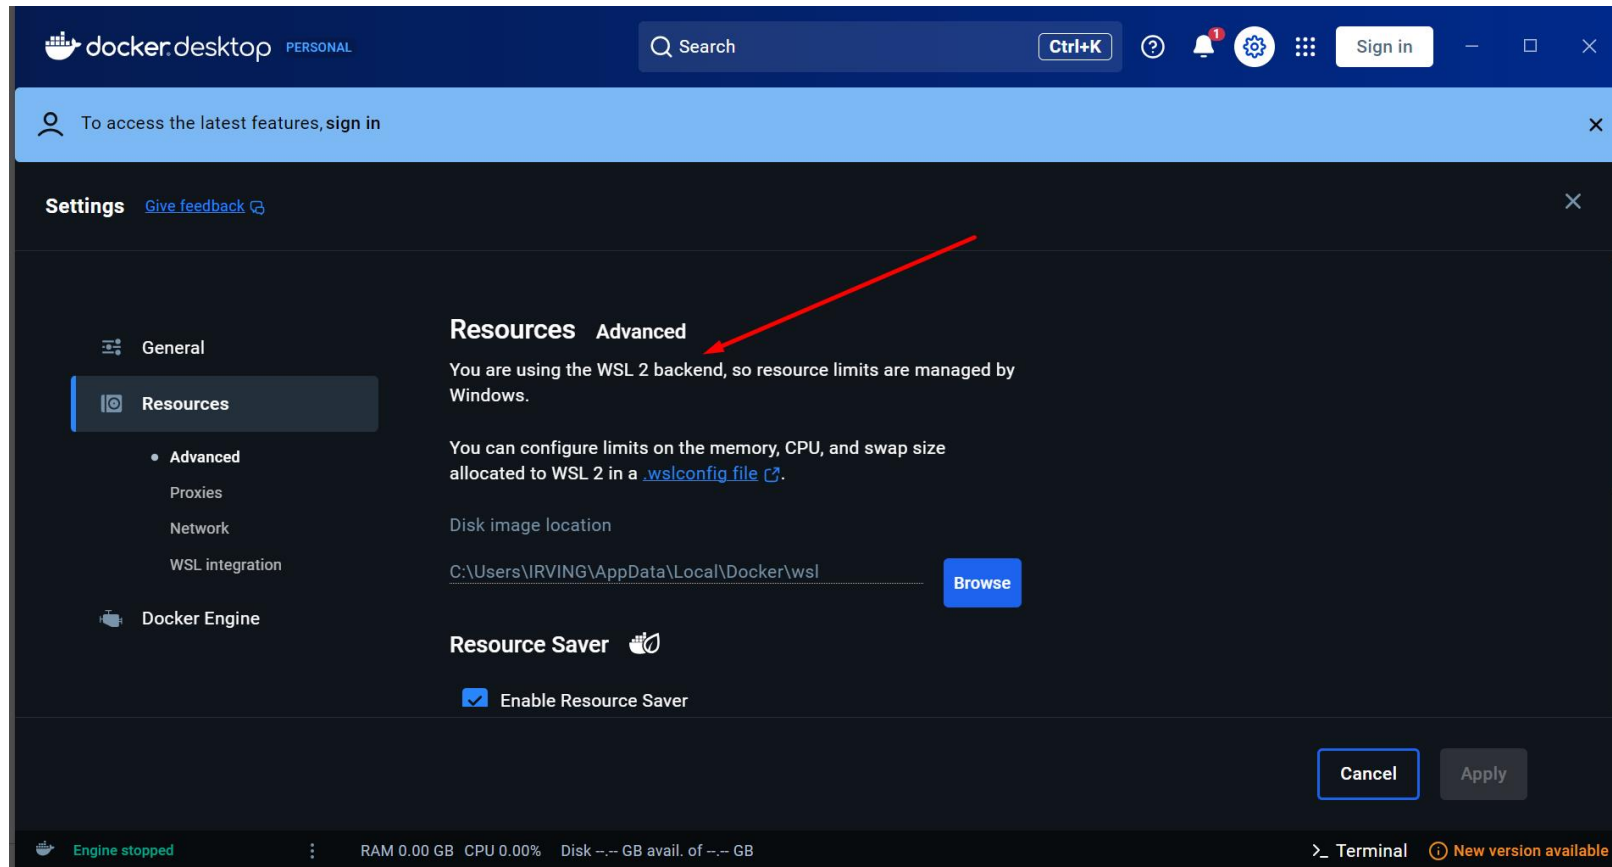 docker.desktop PERSONAL
Search
Ctrl+K
1
Sign in
To access the latest features, sign in
Settings
Give feedback
General
Resources
Advanced
Proxies
Network
WSL integration
Docker Engine
Resources Advanced
You are using the WSL 2 backend, so resource limits are managed by
Windows.
You can configure limits on the memory, CPU, and swap size
allocated to WSL 2 in a .wslconfig file.
Disk image location
C:\Users\IRVING\AppData\Local\Docker\wsl
Browse
Resource Saver
Enable Resource Saver
Cancel
Apply
Engine stopped
RAM 0.00 GB CPU 0.00% Disk --.-- GB avail. of --.-- GB
>_ Terminal
New version available